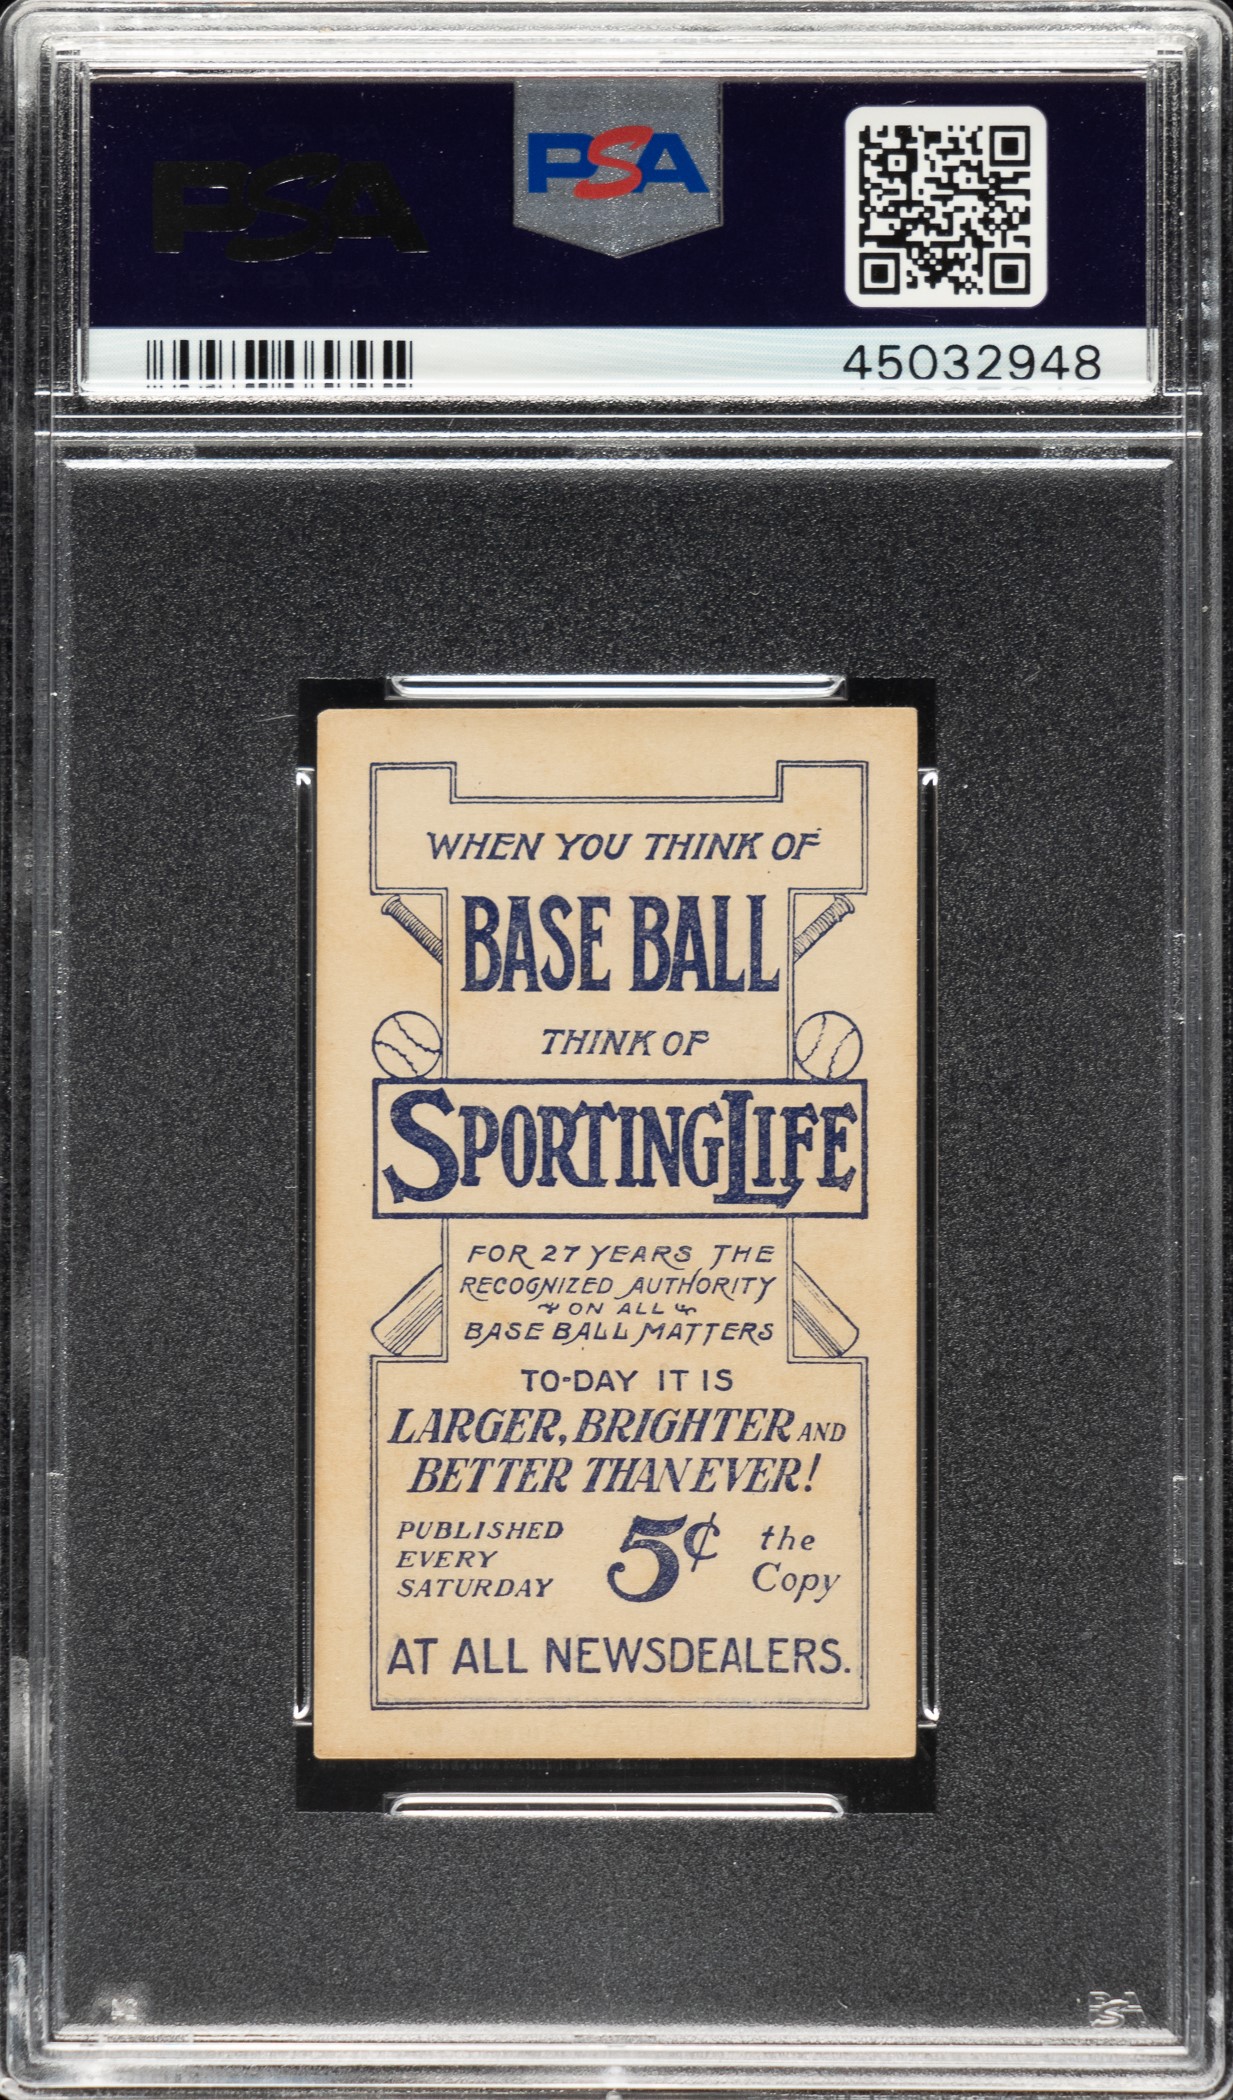 PSA
PSA
45032948
WHEN YOU THINK OF
BASE BALL
THINK OF
SPORTING LIFE
FOR 27 YEARS THE
RECOGNIZED AUTHORITY
ON ALL
BASE BALL MATTERS
TO-DAY IT IS
LARGER, BRIGHTER AND
BETTER THAN EVER!
PUBLISHED
EVERY
SATURDAY
5¢
the
Copy
AT ALL NEWSDEALERS.
PSA